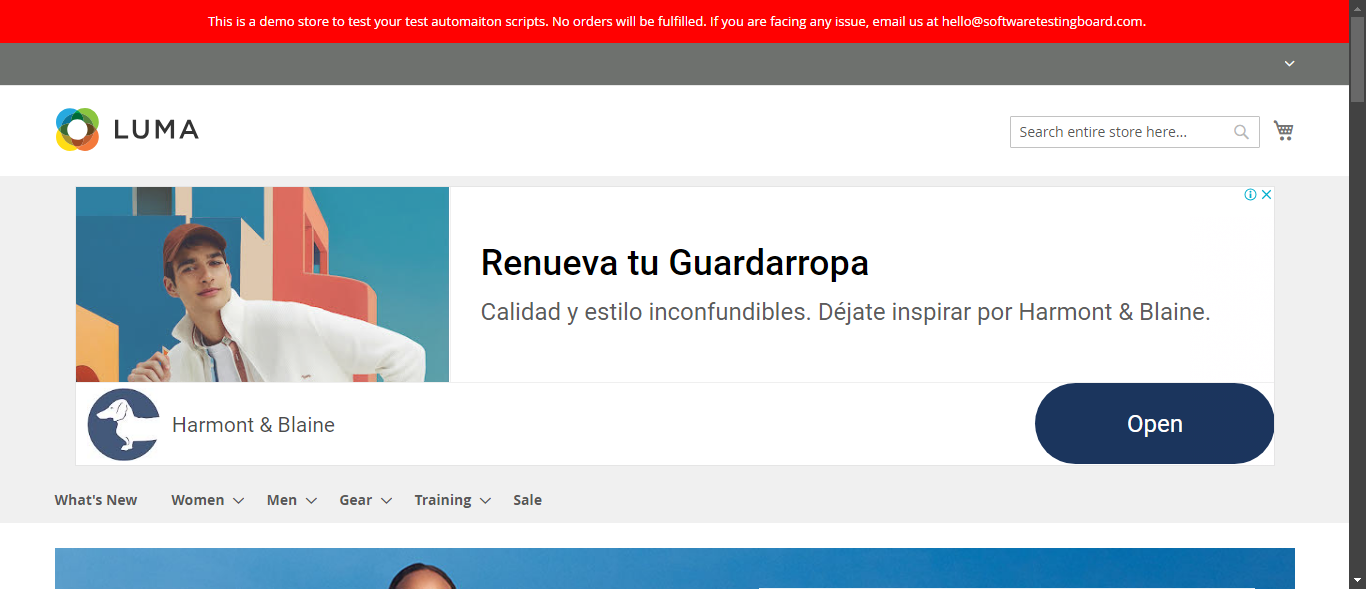 This is a demo store to test your test automaiton scripts. No orders will be fulfilled. If you are facing any issue, email us at hello@softwaretestingboard.com.
LUMA
Search entire store here...
Renueva tu Guardarropa
Calidad y estilo inconfundibles. Déjate inspirar por Harmont & Blaine.
Harmont & Blaine
Open
What's New Women Men Gear Training Sale